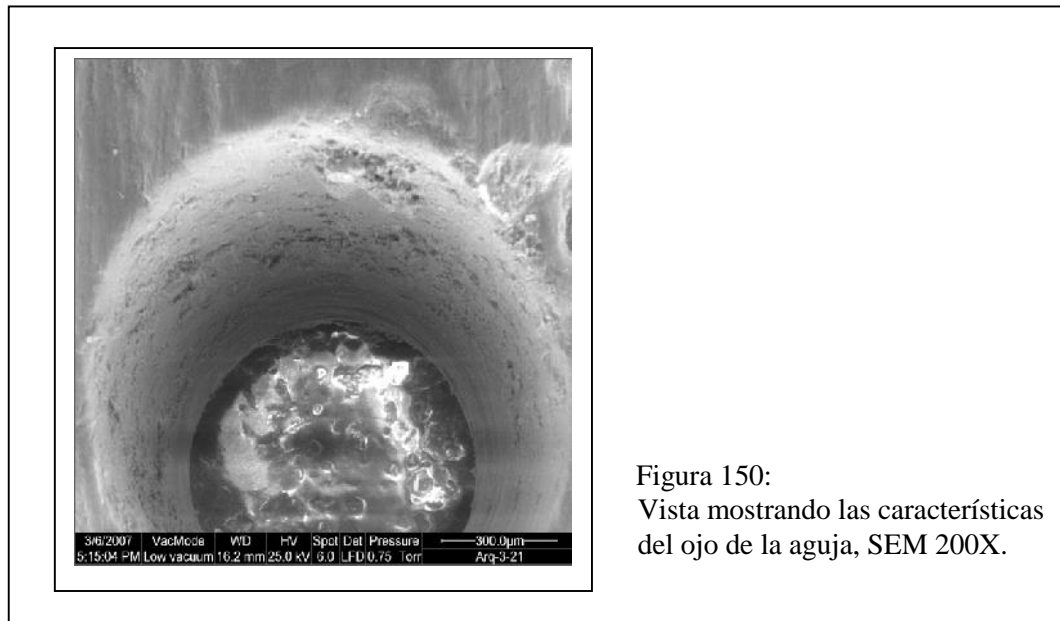 3/6/2007 VacMode WD HV Spot Det Pressure 300.0µm
5:15:04 PM Low vacuum 16.2 mm 25.0 kV 6.0 LFD 0.75 Torr Arq-3-21
Figura 150:
Vista mostrando las características
del ojo de la aguja, SEM 200X.